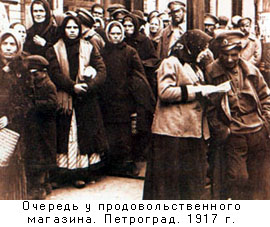 Очередь у продовольственного
магазина. Петроград. 1917 г.